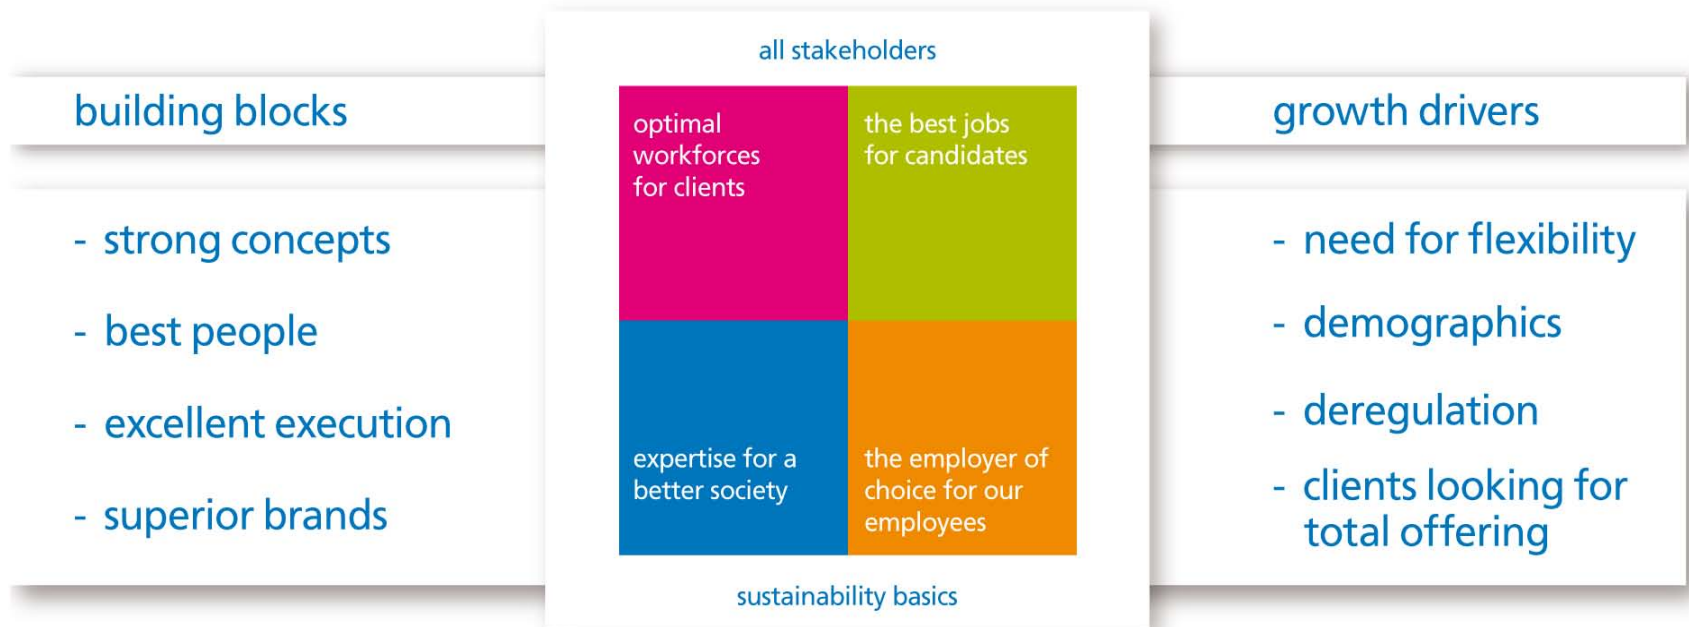 building blocks
- strong concepts
- best people
- excellent execution
- superior brands
all stakeholders
optimal
workforces
for clients
the best jobs
for candidates
expertise for a
better society
the employer of
choice for our
employees
sustainability basics
growth drivers
- need for flexibility
- demographics
- deregulation
- clients looking for
total offering